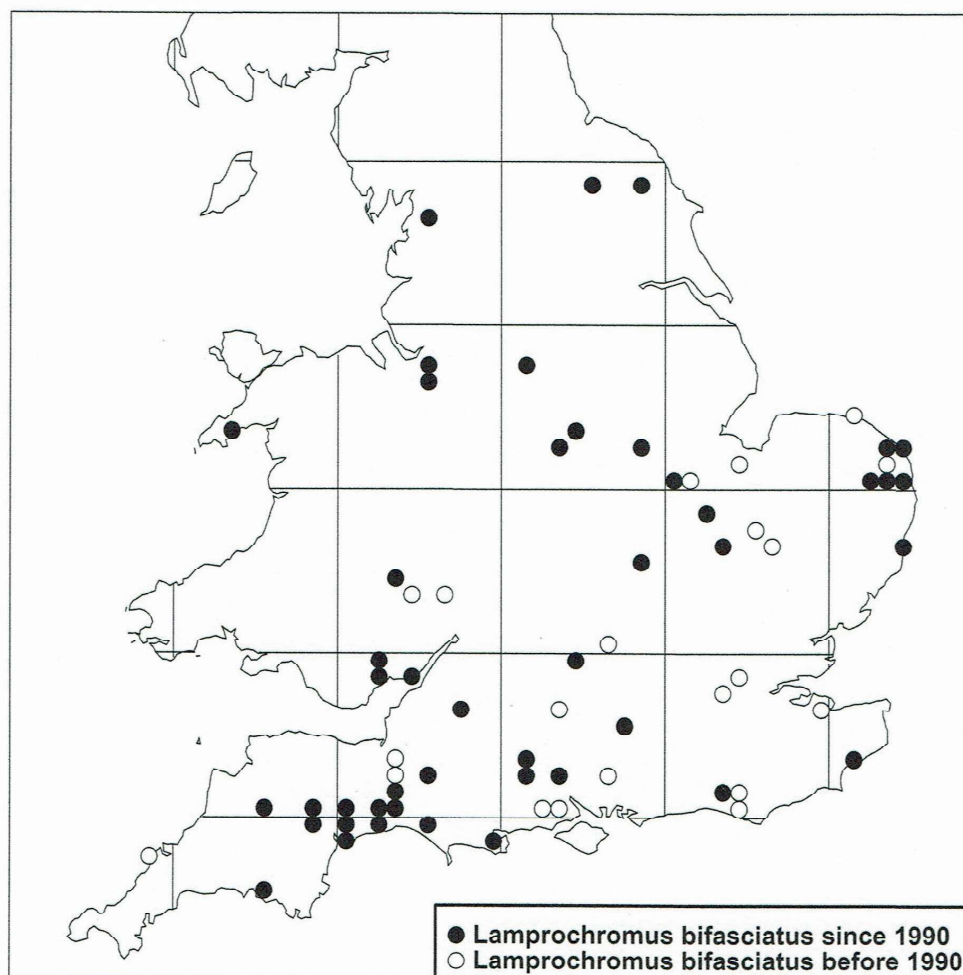 ● Lamprochromus bifasciatus since 1990
○ Lamprochromus bifasciatus before 1990